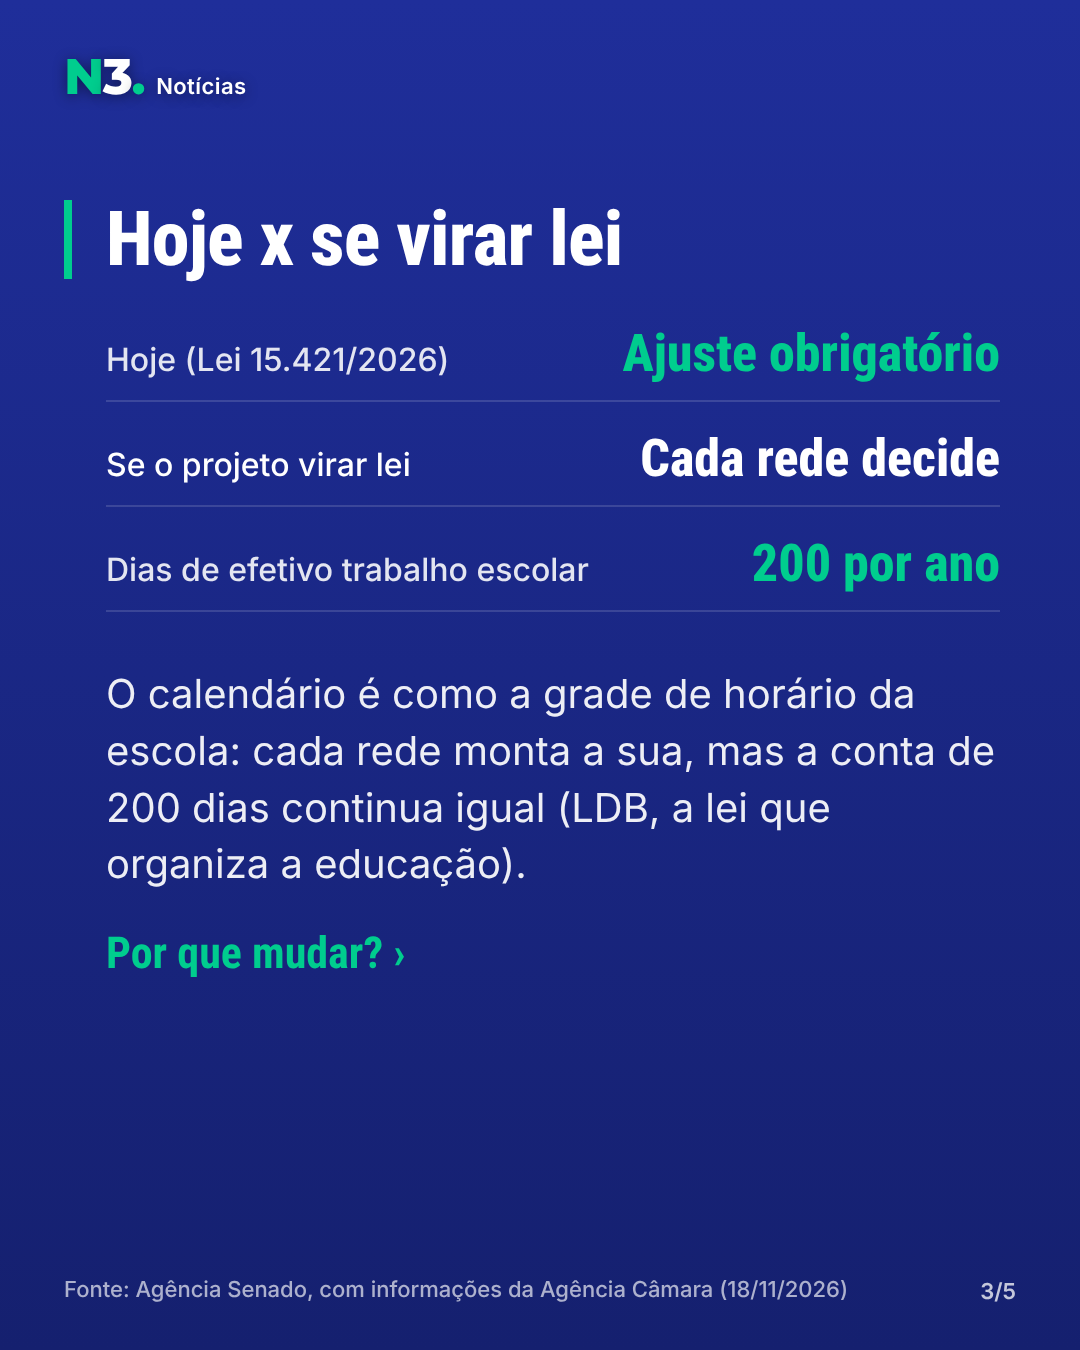 N3. Notícias
Hoje x se virar lei
Hoje (Lei 15.421/2026) Ajuste obrigatório
Se o projeto virar lei Cada rede decide
Dias de efetivo trabalho escolar 200 por ano
O calendário é como a grade de horário da
escola: cada rede monta a sua, mas a conta de
200 dias continua igual (LDB, a lei que
organiza a educação).
Por que mudar? ›
Fonte: Agência Senado, com informações da Agência Câmara (18/11/2026) 3/5